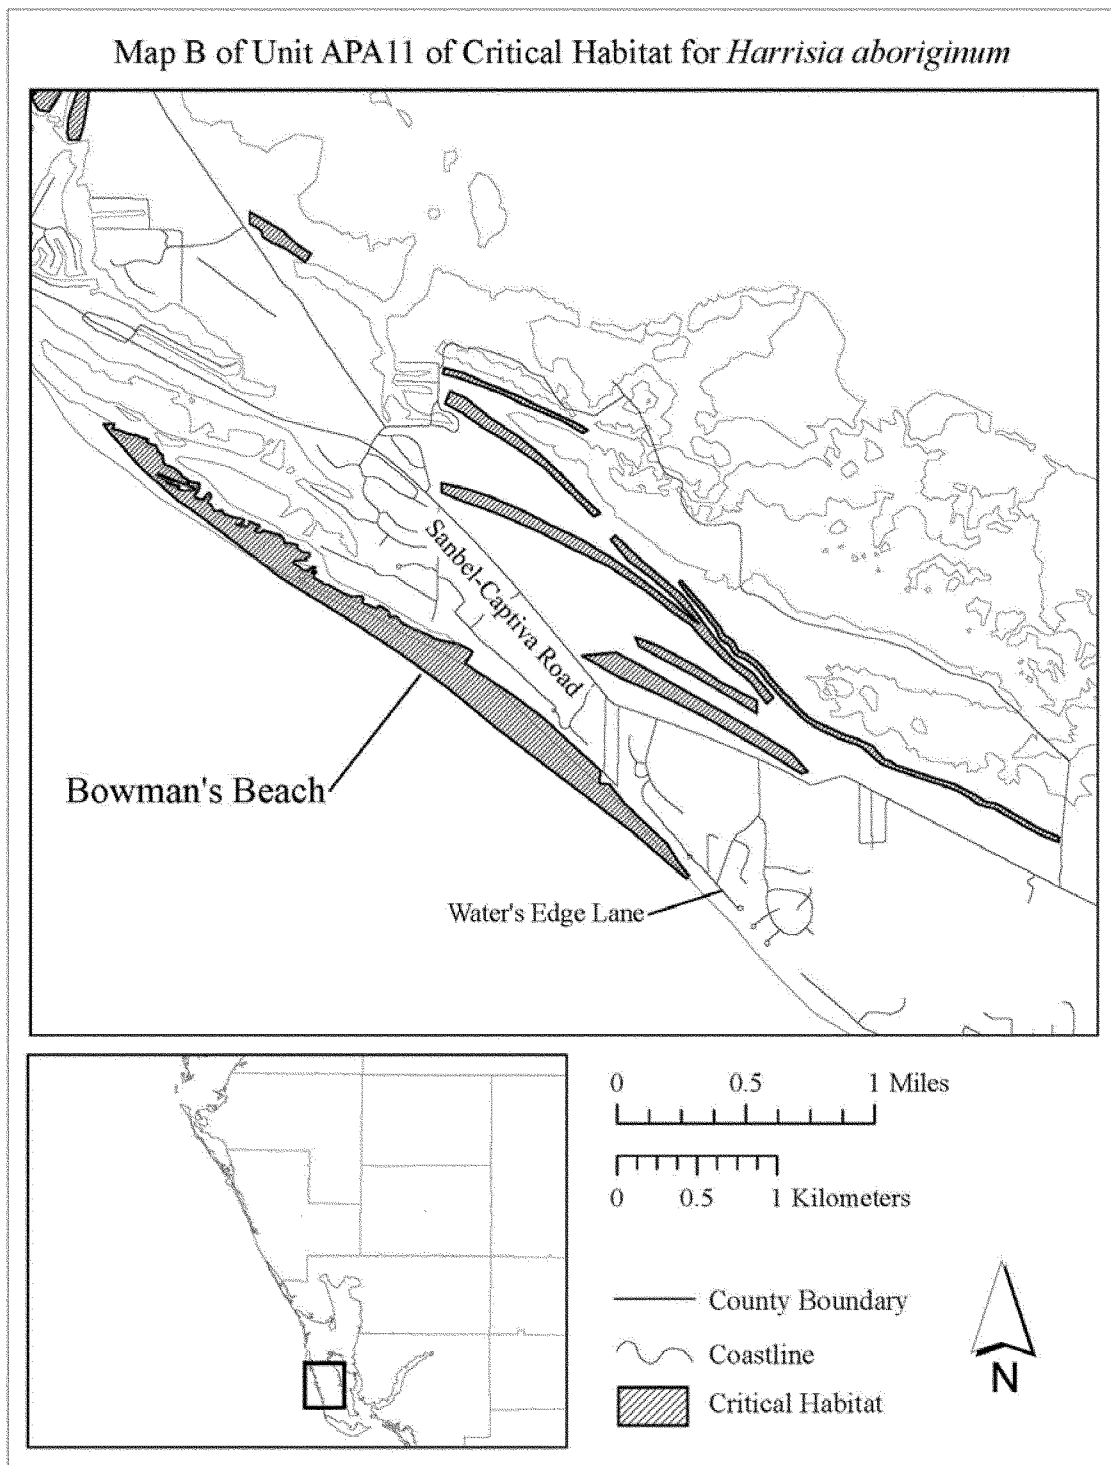 Map B of Unit APA11 of Critical Habitat for Harrisia aboriginum
Sanbel-Captiva Road
Bowman's Beach
Water's Edge Lane
0 0.5 1 Miles
0 0.5 1 Kilometers
County Boundary
Coastline
Critical Habitat
N